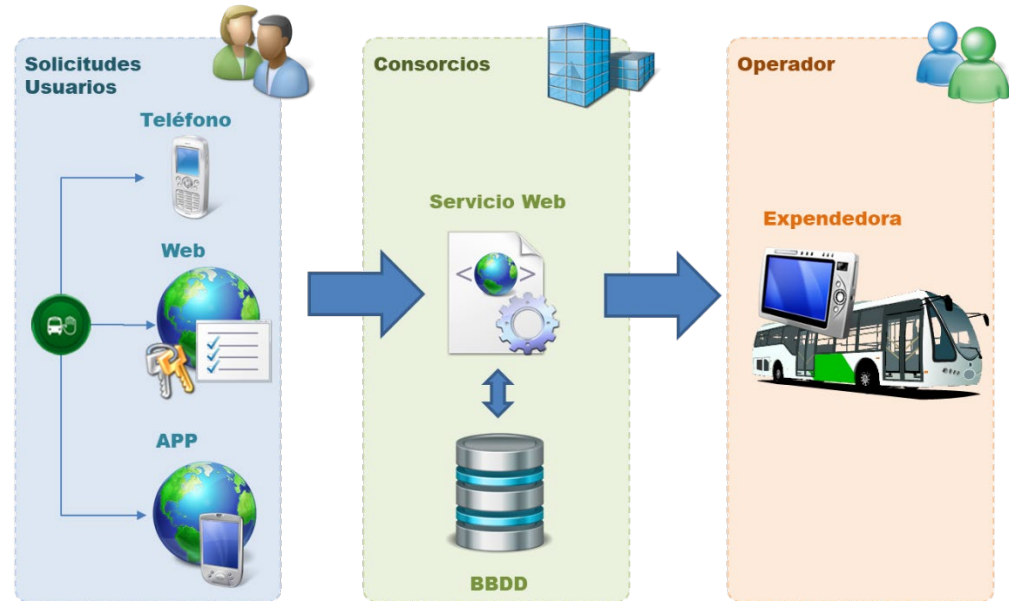 Solicitudes
Usuarios
Teléfono
Web
APP
Consorcios
Servicio Web
BBDD
Operador
Expendedora